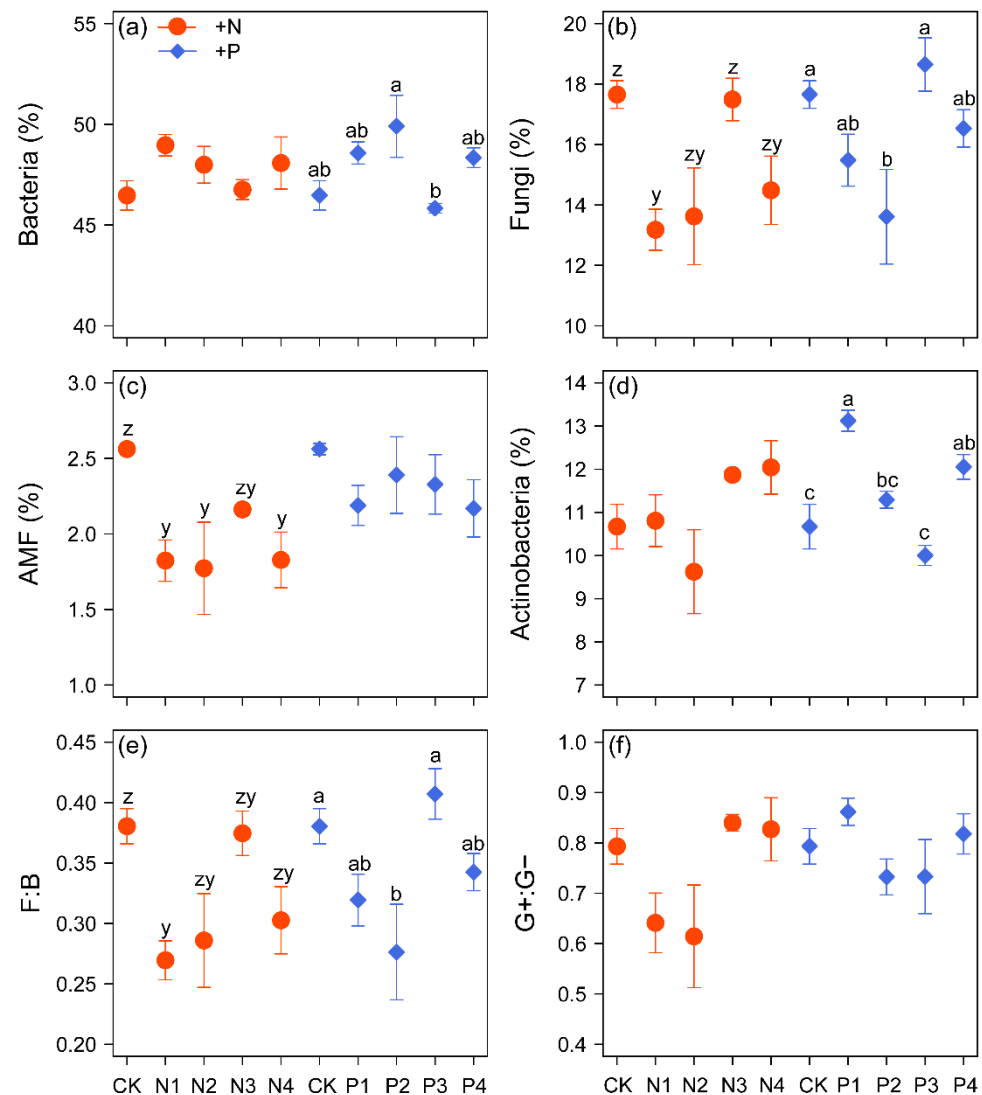 (a)
+N
+P
55
50
45
40
Bacteria (%)
ab
ab
a
b
ab
(b)
20
18
16
14
12
10
Fungi (%)
z
y
zy
z
zy
a
ab
b
a
ab
(c)
3.0
2.5
2.0
1.5
1.0
AMF (%)
z
y
y
zy
y
(d)
14
13
12
11
10
9
8
7
Actinobacteria (%)
c
a
bc
c
ab
(e)
0.45
0.40
0.35
0.30
0.25
0.20
F:B
z
y
zy
zy
zy
a
ab
b
a
ab
CK N1 N2 N3 N4 CK P1 P2 P3 P4
(f)
1.0
0.9
0.8
0.7
0.6
0.5
0.4
G+:G−
CK N1 N2 N3 N4 CK P1 P2 P3 P4